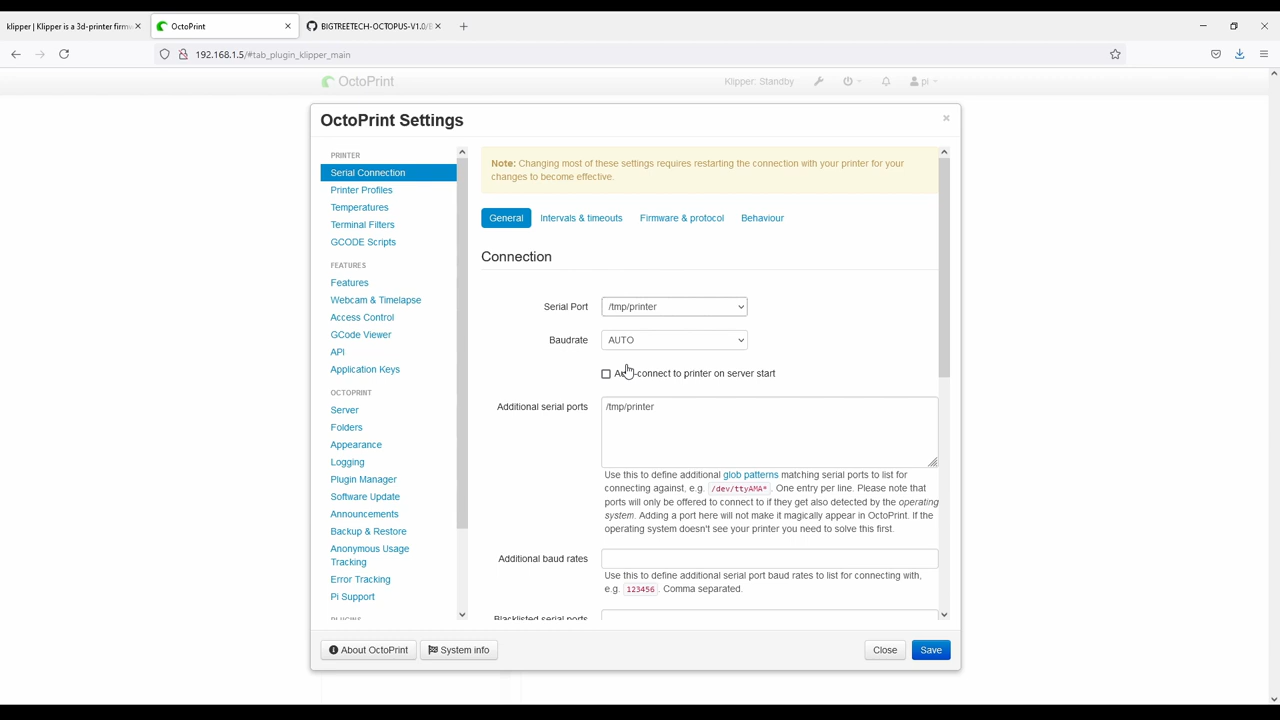 klipper | Klipper is a 3d-printer firmw
OctoPrint
BIGTREETECH-OCTOPUS-V1.0/
192.168.1.5/#tab_plugin_klipper_main
OctoPrint
Klipper: Standby
pi
OctoPrint Settings
PRINTER
Serial Connection
Printer Profiles
Temperatures
Terminal Filters
GCODE Scripts
FEATURES
Features
Webcam & Timelapse
Access Control
GCode Viewer
API
Application Keys
OCTOPRINT
Server
Folders
Appearance
Logging
Plugin Manager
Software Update
Announcements
Backup & Restore
Anonymous Usage
Tracking
Error Tracking
Pi Support
PLUGINS
Note: Changing most of these settings requires restarting the connection with your printer for your
changes to become effective.
General Intervals & timeouts Firmware & protocol Behaviour
Connection
Serial Port /tmp/printer
Baudrate AUTO
-connect to printer on server start
Additional serial ports /tmp/printer
Use this to define additional glob patterns matching serial ports to list for
connecting against, e.g. /dev/ttyAMA* . One entry per line. Please note that
ports will only be offered to connect to if they get also detected by the operating
system. Adding a port here will not make it magically appear in OctoPrint. If the
operating system doesn't see your printer you need to solve this first.
Additional baud rates
Use this to define additional serial port baud rates to list for connecting with,
e.g. 123456 . Comma separated.
Blacklisted serial ports
About OctoPrint System info Close Save